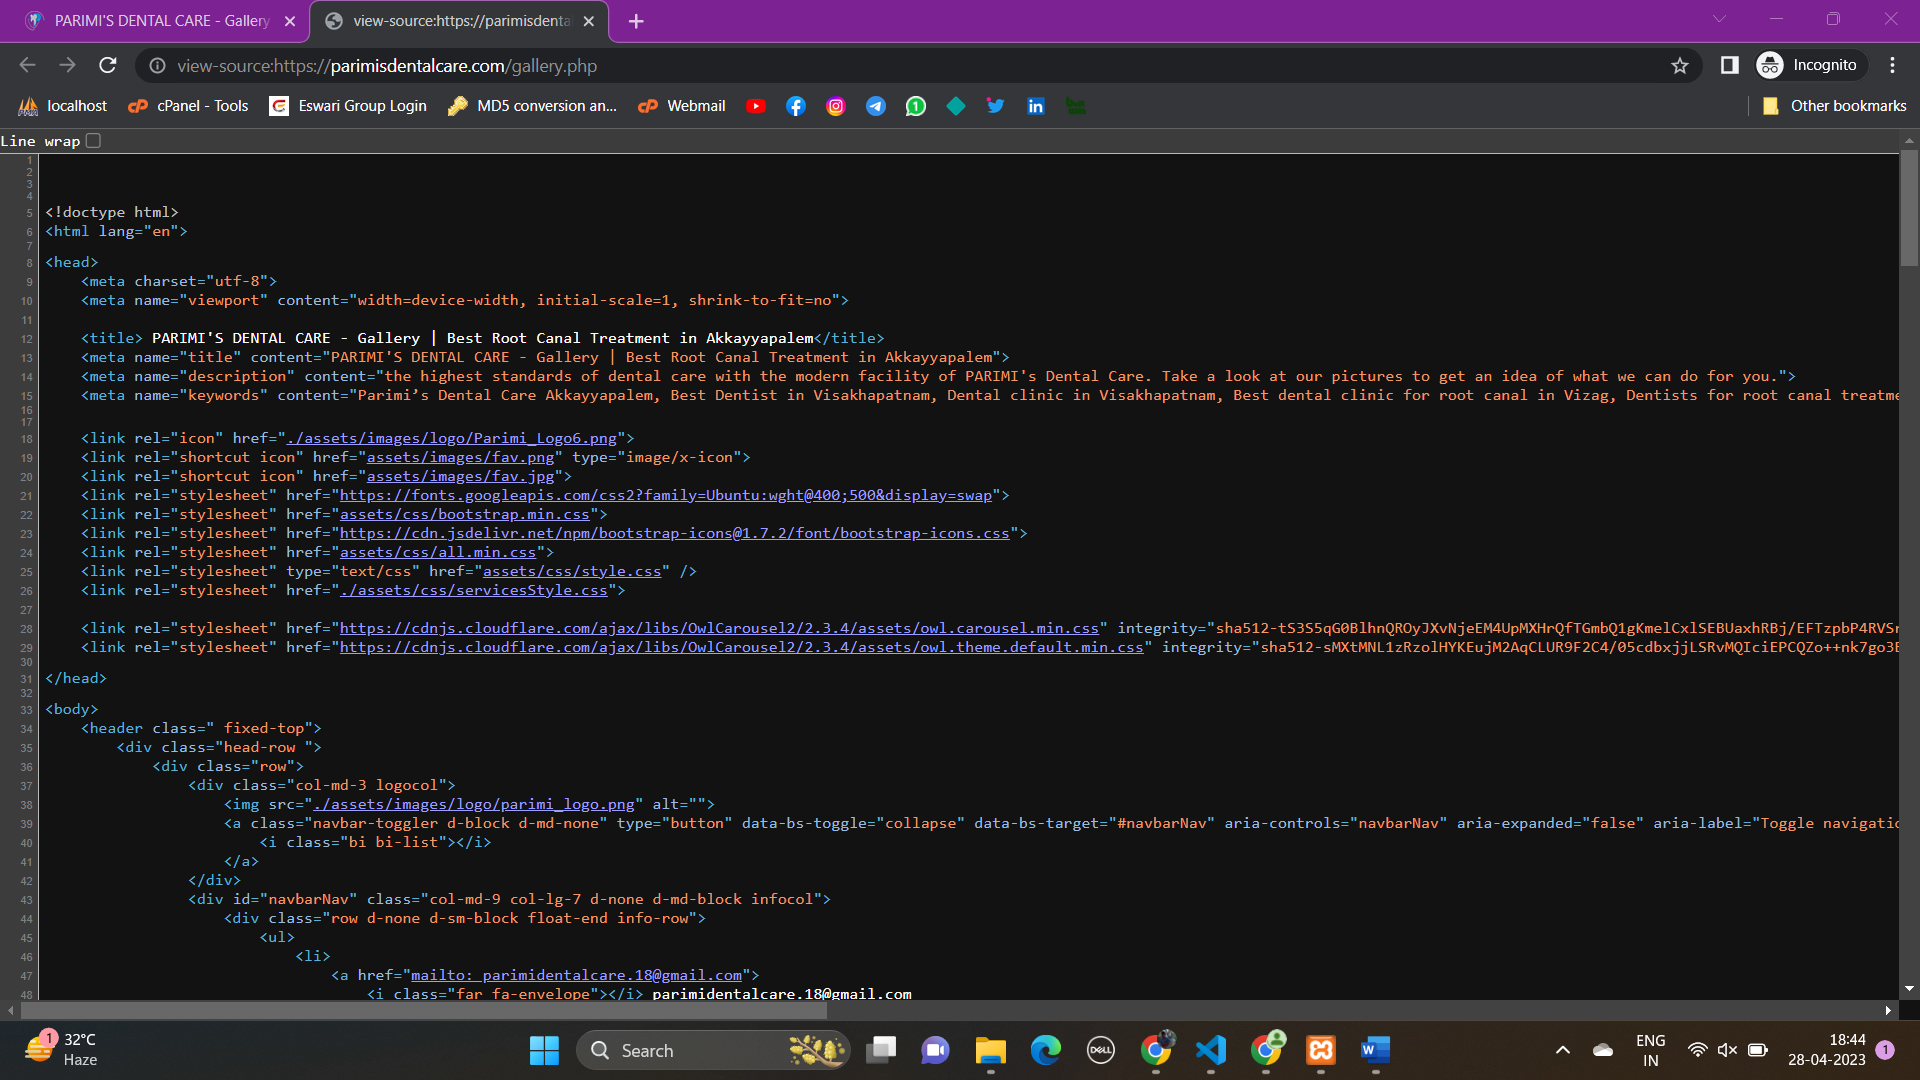 PARIMI'S DENTAL CARE - Gallery
view-source:https://parimisdenta
view-source:https://parimisdentalcare.com/gallery.php
Incognito
localhost
cPanel - Tools
Eswari Group Login
MD5 conversion an...
Webmail
Other bookmarks
Line wrap
1
2
3
4
5 <!doctype html>
6 <html lang="en">
7
8 <head>
9 <meta charset="utf-8">
10 <meta name="viewport" content="width=device-width, initial-scale=1, shrink-to-fit=no">
11
12 <title> PARIMI'S DENTAL CARE - Gallery | Best Root Canal Treatment in Akkayyapalem</title>
13 <meta name="title" content="PARIMI'S DENTAL CARE - Gallery | Best Root Canal Treatment in Akkayyapalem">
14 <meta name="description" content="the highest standards of dental care with the modern facility of PARIMI's Dental Care. Take a look at our pictures to get an idea of what we can do for you.">
15 <meta name="keywords" content="Parimi’s Dental Care Akkayyapalem, Best Dentist in Visakhapatnam, Dental clinic in Visakhapatnam, Best dental clinic for root canal in Vizag, Dentists for root canal treatme
16
17
18 <link rel="icon" href="./assets/images/logo/Parimi_Logo6.png">
19 <link rel="shortcut icon" href="assets/images/fav.png" type="image/x-icon">
20 <link rel="shortcut icon" href="assets/images/fav.jpg">
21 <link rel="stylesheet" href="https://fonts.googleapis.com/css2?family=Ubuntu:wght@400;500&display=swap">
22 <link rel="stylesheet" href="assets/css/bootstrap.min.css">
23 <link rel="stylesheet" href="https://cdn.jsdelivr.net/npm/bootstrap-icons@1.7.2/font/bootstrap-icons.css">
24 <link rel="stylesheet" href="assets/css/all.min.css">
25 <link rel="stylesheet" type="text/css" href="assets/css/style.css" />
26 <link rel="stylesheet" href="./assets/css/servicesStyle.css">
27
28 <link rel="stylesheet" href="https://cdnjs.cloudflare.com/ajax/libs/OwlCarousel2/2.3.4/assets/owl.carousel.min.css" integrity="sha512-tS3S5qG0BlhnQROyJXvNjeEM4UpMXHrQfTGmbQ1gKmelCxlSEBUaxhRBj/EFTzpbP4RVSr
29 <link rel="stylesheet" href="https://cdnjs.cloudflare.com/ajax/libs/OwlCarousel2/2.3.4/assets/owl.theme.default.min.css" integrity="sha512-sMXtMNL1zRzolHYKEujM2AqCLUR9F2C4/05cdbxjjLSRvMQIciEPCQZo++nk7go3B
30
31 </head>
32
33 <body>
34 <header class=" fixed-top">
35 <div class="head-row ">
36 <div class="row">
37 <div class="col-md-3 logocol">
38 <img src="./assets/images/logo/parimi_logo.png" alt="">
39 <a class="navbar-toggler d-block d-md-none" type="button" data-bs-toggle="collapse" data-bs-target="#navbarNav" aria-controls="navbarNav" aria-expanded="false" aria-label="Toggle navigatio
40 <i class="bi bi-list"></i>
41 </a>
42 </div>
43 <div id="navbarNav" class="col-md-9 col-lg-7 d-none d-md-block infocol">
44 <div class="row d-none d-sm-block float-end info-row">
45 <ul>
46 <li>
47 <a href="mailto: parimidentalcare.18@gmail.com">
48 <i class="far fa-envelope"></i> parimidentalcare.18@gmail.com
1
32°C
Haze
Search
DELL
ENG
IN
18:44
28-04-2023
1